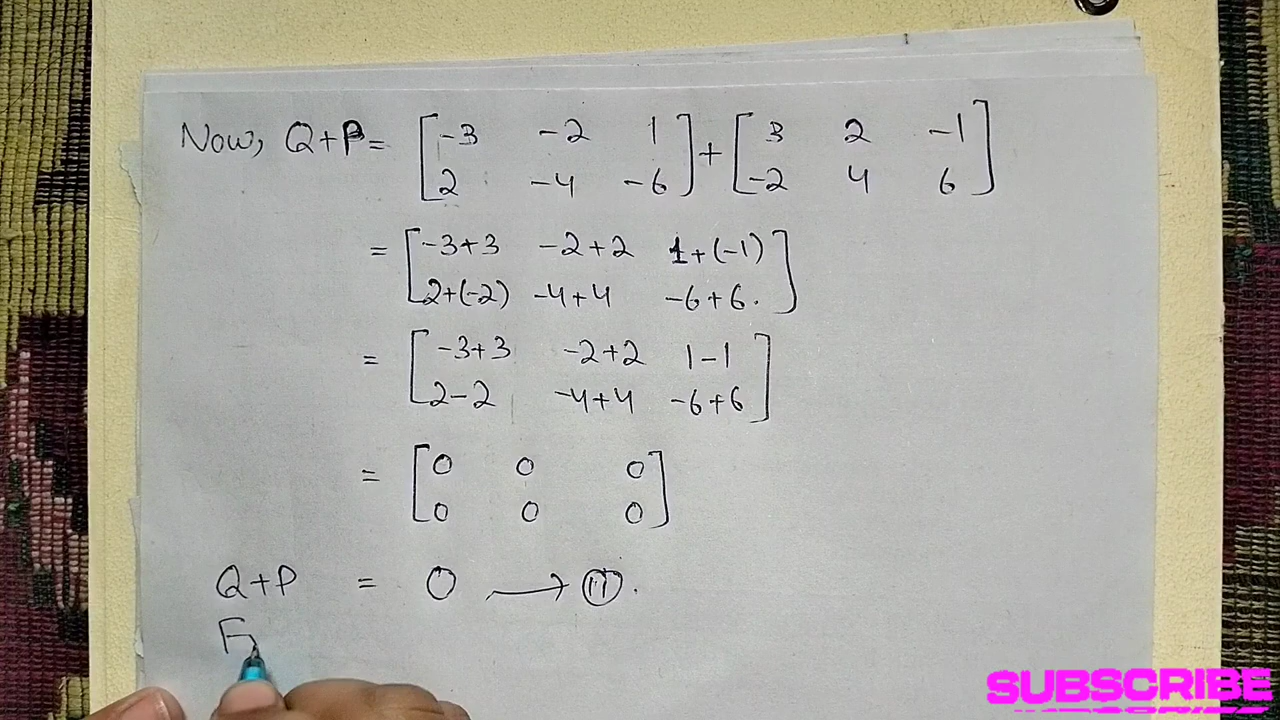 Now, Q+P= [-3 -2 1] + [3 2 -1]
[2 -4 -6] [-2 4 6]
= [-3+3 -2+2 1+(-1)]
[2+(-2) -4+4 -6+6.]
= [-3+3 -2+2 1-1]
[2-2 -4+4 -6+6]
= [0 0 0]
[0 0 0]
Q+P = 0 ⟶ (II).
F
SUBSCRIBE